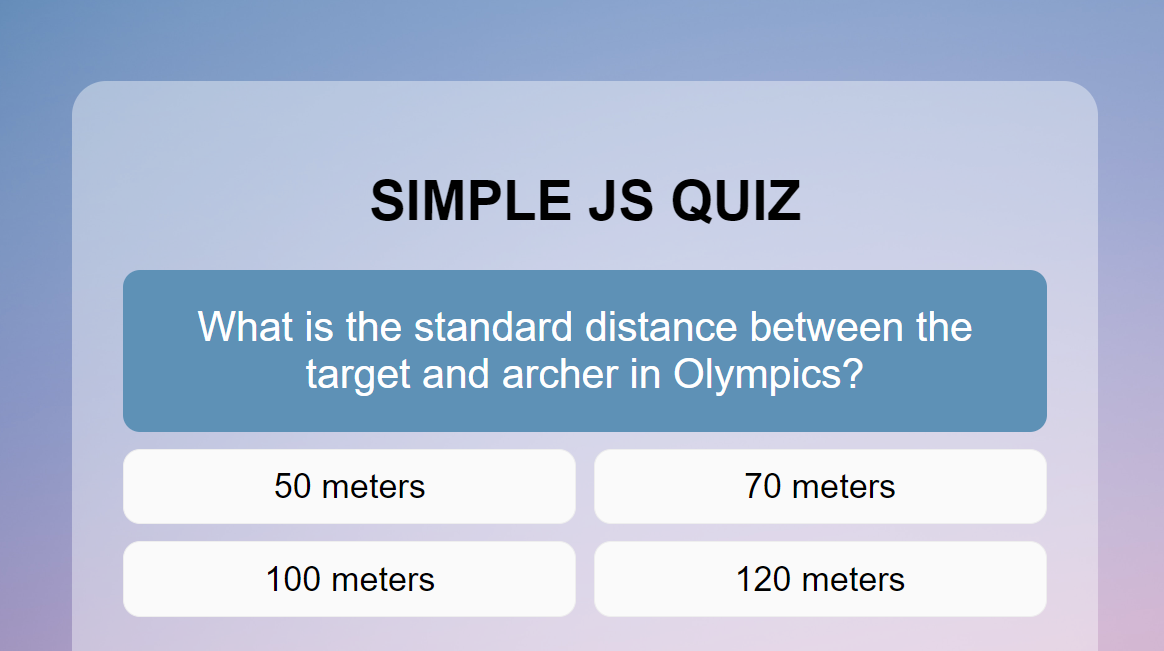 SIMPLE JS QUIZ
What is the standard distance between the
target and archer in Olympics?
50 meters
70 meters
100 meters
120 meters